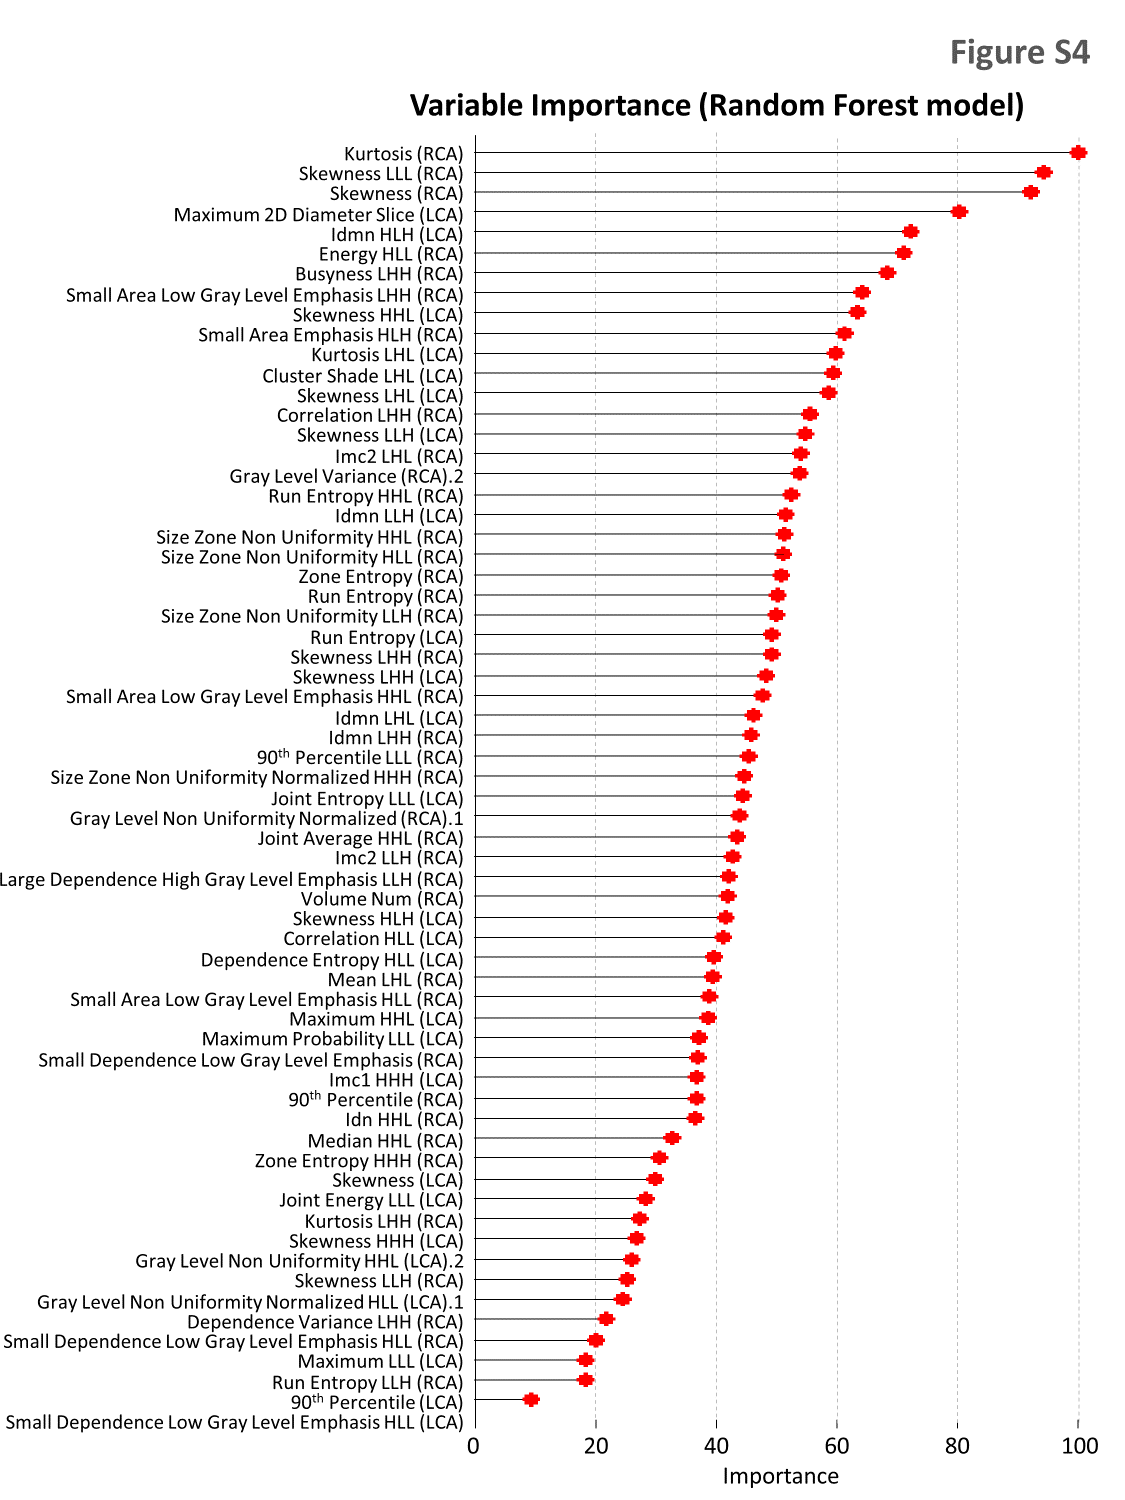 Figure S4
Variable Importance (Random Forest model)
Kurtosis (RCA)
Skewness LLL (RCA)
Skewness (RCA)
Maximum 2D Diameter Slice (LCA)
Idmn HLH (LCA)
Energy HLL (RCA)
Busyness LHH (RCA)
Small Area Low Gray Level Emphasis LHH (RCA)
Skewness HHL (LCA)
Small Area Emphasis HLH (RCA)
Kurtosis LHL (LCA)
Cluster Shade LHL (LCA)
Skewness LHL (LCA)
Correlation LHH (RCA)
Skewness LLH (LCA)
Imc2 LHL (RCA)
Gray Level Variance (RCA).2
Run Entropy HHL (RCA)
Idmn LLH (LCA)
Size Zone Non Uniformity HHL (RCA)
Size Zone Non Uniformity HLL (RCA)
Zone Entropy (RCA)
Run Entropy (RCA)
Size Zone Non Uniformity LLH (RCA)
Run Entropy (LCA)
Skewness LHH (RCA)
Skewness LHH (LCA)
Small Area Low Gray Level Emphasis HHL (RCA)
Idmn LHL (LCA)
Idmn LHH (RCA)
90th Percentile LLL (RCA)
Size Zone Non Uniformity Normalized HHH (RCA)
Joint Entropy LLL (LCA)
Gray Level Non Uniformity Normalized (RCA).1
Joint Average HHL (RCA)
Imc2 LLH (RCA)
Large Dependence High Gray Level Emphasis LLH (RCA)
Volume Num (RCA)
Skewness HLH (LCA)
Correlation HLL (LCA)
Dependence Entropy HLL (LCA)
Mean LHL (RCA)
Small Area Low Gray Level Emphasis HLL (RCA)
Maximum HHL (LCA)
Maximum Probability LLL (LCA)
Small Dependence Low Gray Level Emphasis (RCA)
Imc1 HHH (LCA)
90th Percentile (RCA)
Idn HHL (RCA)
Median HHL (RCA)
Zone Entropy HHH (RCA)
Skewness (LCA)
Joint Energy LLL (LCA)
Kurtosis LHH (RCA)
Skewness HHH (LCA)
Gray Level Non Uniformity HHL (LCA).2
Skewness LLH (RCA)
Gray Level Non Uniformity Normalized HLL (LCA).1
Dependence Variance LHH (RCA)
Small Dependence Low Gray Level Emphasis HLL (RCA)
Maximum LLL (LCA)
Run Entropy LLH (RCA)
90th Percentile (LCA)
Small Dependence Low Gray Level Emphasis HLL (LCA)
0 20 40 60 80 100
Importance